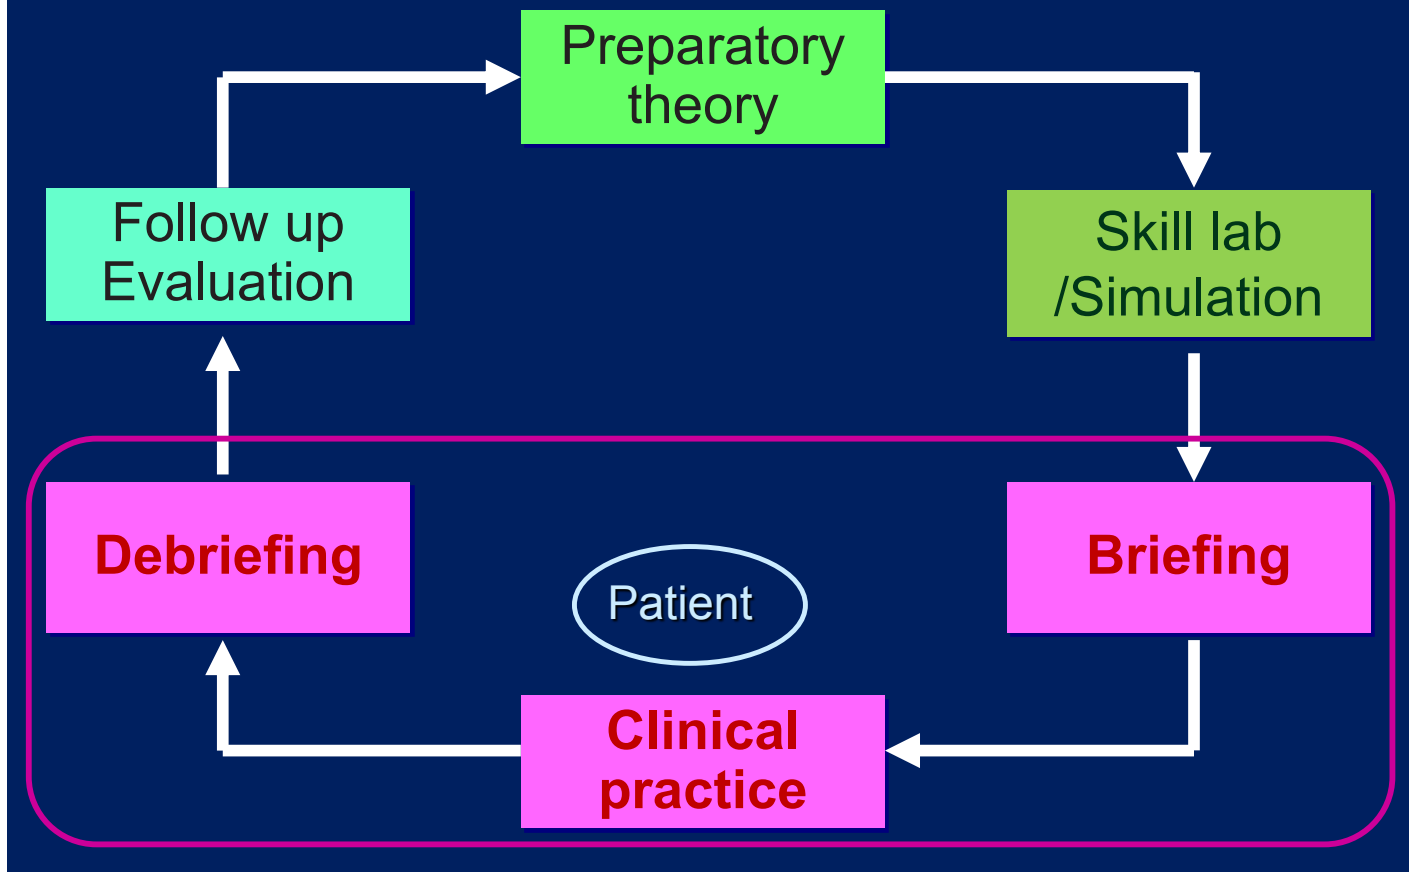 Preparatory
theory
Follow up
Evaluation
Skill lab
/Simulation
Debriefing
Briefing
Patient
Clinical
practice